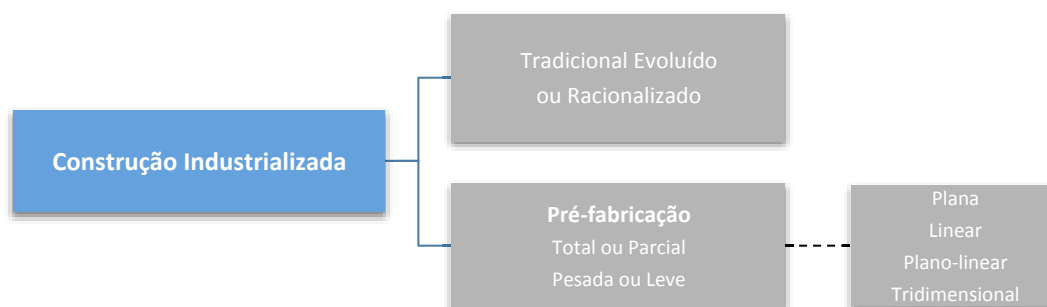 Construção Industrializada
Tradicional Evoluído
ou Racionalizado
Pré-fabricação
Total ou Parcial
Pesada ou Leve
Plana
Linear
Plano-linear
Tridimensional